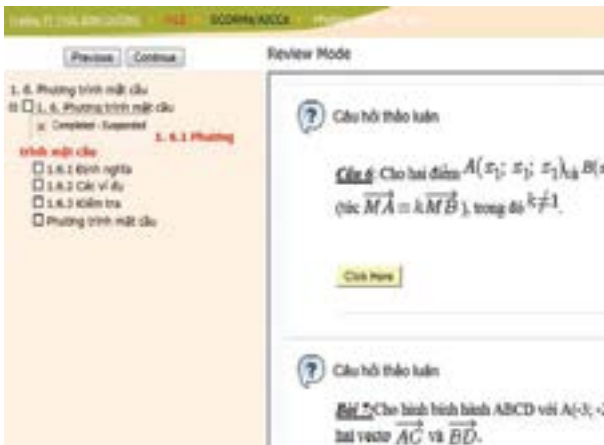 SCORMs/AICCs
Previous Continue
Review Mode
1. 6. Phương trình mặt cầu
1. 6. Phương trình mặt cầu
Completed - Suspended
1. 6.1 Phương
trình mặt cầu
1.6.1 Định nghĩa
1.6.2 Các ví dụ
1.6.3 Kiểm tra
Phương trình mặt cầu
Câu hỏi thảo luận
Câu 6: Cho hai điểm A(x₁; x₁; x₁) và B(x
(tức MA = kMB), trong đó k≠1.
Click Here
Câu hỏi thảo luận
Bài 7: Cho hình bình hành ABCD với A(-3; -2
hai vectơ AC và BD.